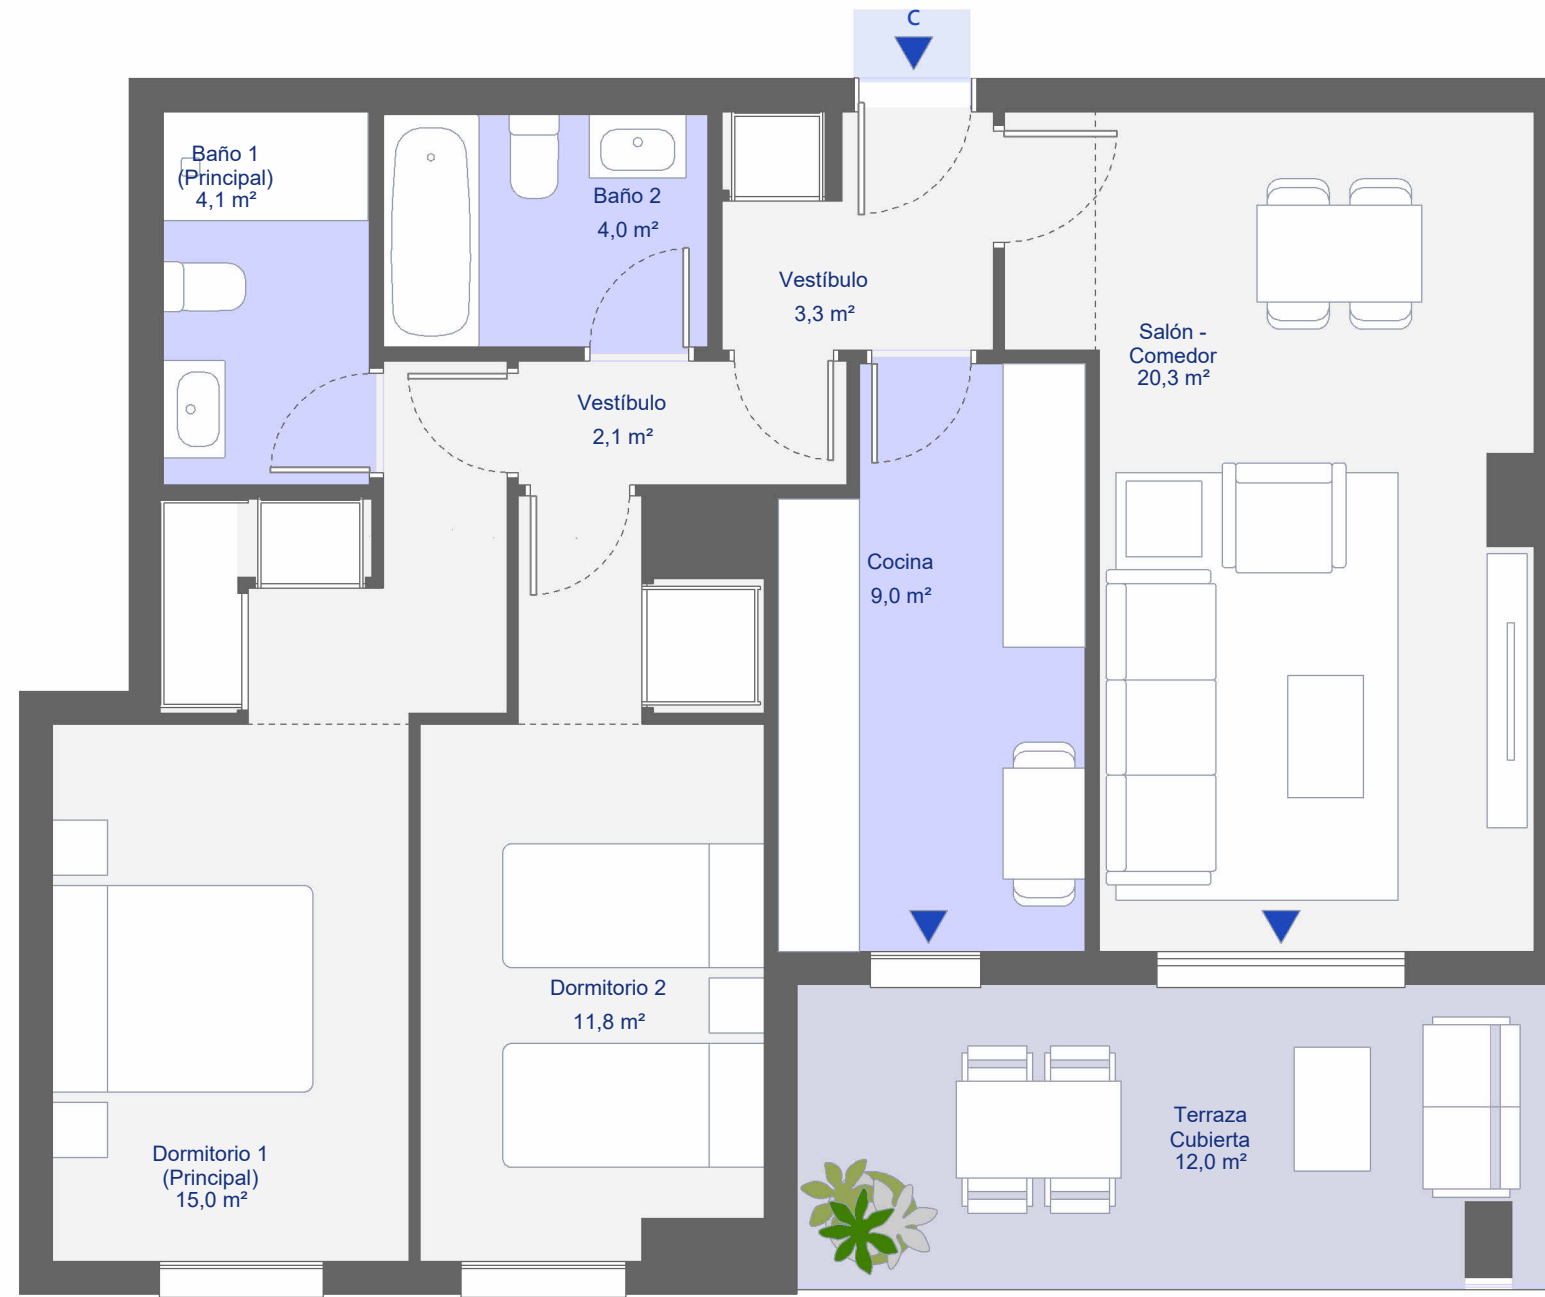 C
Baño 1
(Principal)
4,1 m²
Baño 2
4,0 m²
Vestíbulo
3,3 m²
Salón -
Comedor
20,3 m²
Vestíbulo
2,1 m²
Cocina
9,0 m²
Dormitorio 2
11,8 m²
Dormitorio 1
(Principal)
15,0 m²
Terraza
Cubierta
12,0 m²